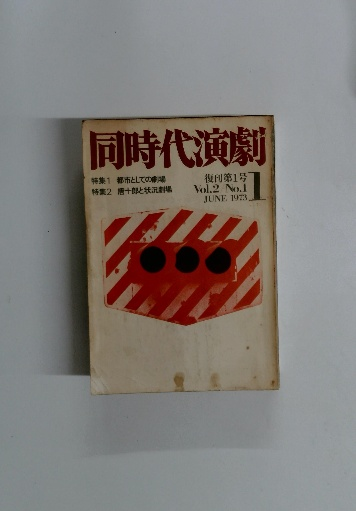 同時代演劇
特集1 都市としての劇場
特集2 唐十郎と状況劇場
復刊第1号
Vol.2 No.1
JUNE 1973
1